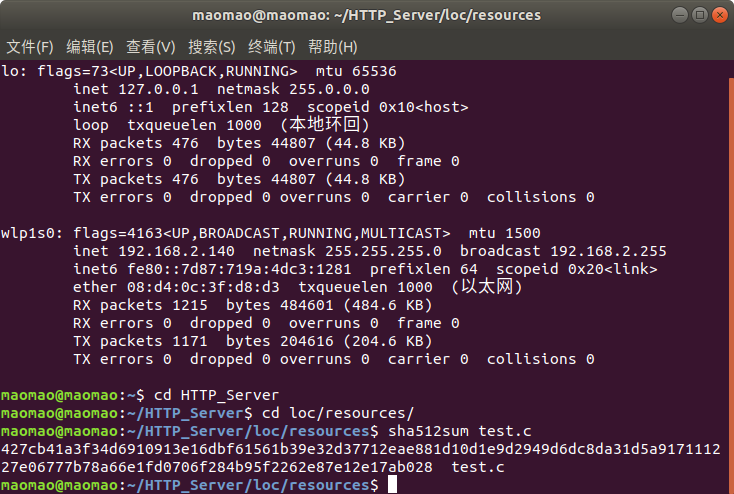 maomao@maomao: ~/HTTP_Server/loc/resources
文件(F) 编辑(E) 查看(V) 搜索(S) 终端(T) 帮助(H)
lo: flags=73<UP,LOOPBACK,RUNNING>  mtu 65536
        inet 127.0.0.1  netmask 255.0.0.0
        inet6 ::1  prefixlen 128  scopeid 0x10<host>
        loop  txqueuelen 1000  (本地环回)
        RX packets 476  bytes 44807 (44.8 KB)
        RX errors 0  dropped 0  overruns 0  frame 0
        TX packets 476  bytes 44807 (44.8 KB)
        TX errors 0  dropped 0 overruns 0  carrier 0  collisions 0
wlp1s0: flags=4163<UP,BROADCAST,RUNNING,MULTICAST>  mtu 1500
        inet 192.168.2.140  netmask 255.255.255.0  broadcast 192.168.2.255
        inet6 fe80::7d87:719a:4dc3:1281  prefixlen 64  scopeid 0x20<link>
        ether 08:d4:0c:3f:d8:d3  txqueuelen 1000  (以太网)
        RX packets 1215  bytes 484601 (484.6 KB)
        RX errors 0  dropped 0  overruns 0  frame 0
        TX packets 1171  bytes 204616 (204.6 KB)
        TX errors 0  dropped 0 overruns 0  carrier 0  collisions 0
maomao@maomao:~$ cd HTTP_Server
maomao@maomao:~/HTTP_Server$ cd loc/resources/
maomao@maomao:~/HTTP_Server/loc/resources$ sha512sum test.c
427cb41a3f34d6910913e16dbf61561b39e32d37712eae881d10d1e9d2949d6dc8da31d5a9171112
27e06777b78a66e1fd0706f284b95f2262e87e12e17ab028  test.c
maomao@maomao:~/HTTP_Server/loc/resources$